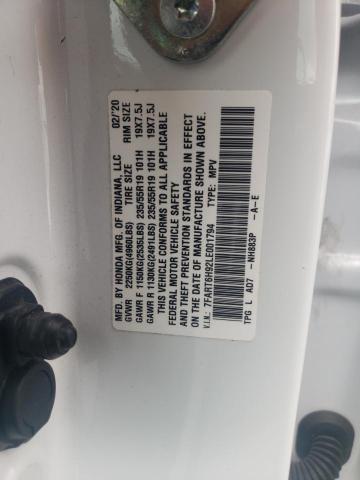 MFD. BY HONDA MFG. OF INDIANA, LLC 02/'20
GVWR 2250KG(4960LBS) TIRE SIZE RIM SIZE
GAWR F 1150KG(2535LBS) 235/55R19 101H 19X7.5J
GAWR R 1130KG(2491LBS) 235/55R19 101H 19X7.5J
THIS VEHICLE CONFORMS TO ALL APPLICABLE
FEDERAL MOTOR VEHICLE SAFETY
AND THEFT PREVENTION STANDARDS IN EFFECT
ON THE DATE OF MANUFACTURE SHOWN ABOVE.
V.I.N.: 7FART6H92LE001794 TYPE: MPV
TPG L AD7 -NH883P -A-E